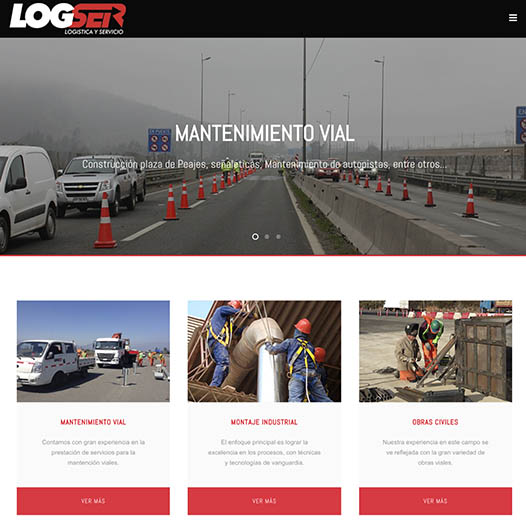 LOGSER
LOGISTICA Y SERVICIO
MANTENIMIENTO VIAL
Construcción plaza de Peajes, señaleticas, Mantenimiento de autopistas, entre otros...
MANTENIMIENTO VIAL
Contamos con gran experiencia en la
prestación de servicios para la
mantención viales.
VER MÁS
MONTAJE INDUSTRIAL
El enfoque principal es lograr la
excelencia en los procesos, con técnicas
y tecnologías de vanguardia.
VER MÁS
OBRAS CIVILES
Nuestra experiencia en este campo se
ve reflejada con la gran variedad de
obras viales.
VER MÁS